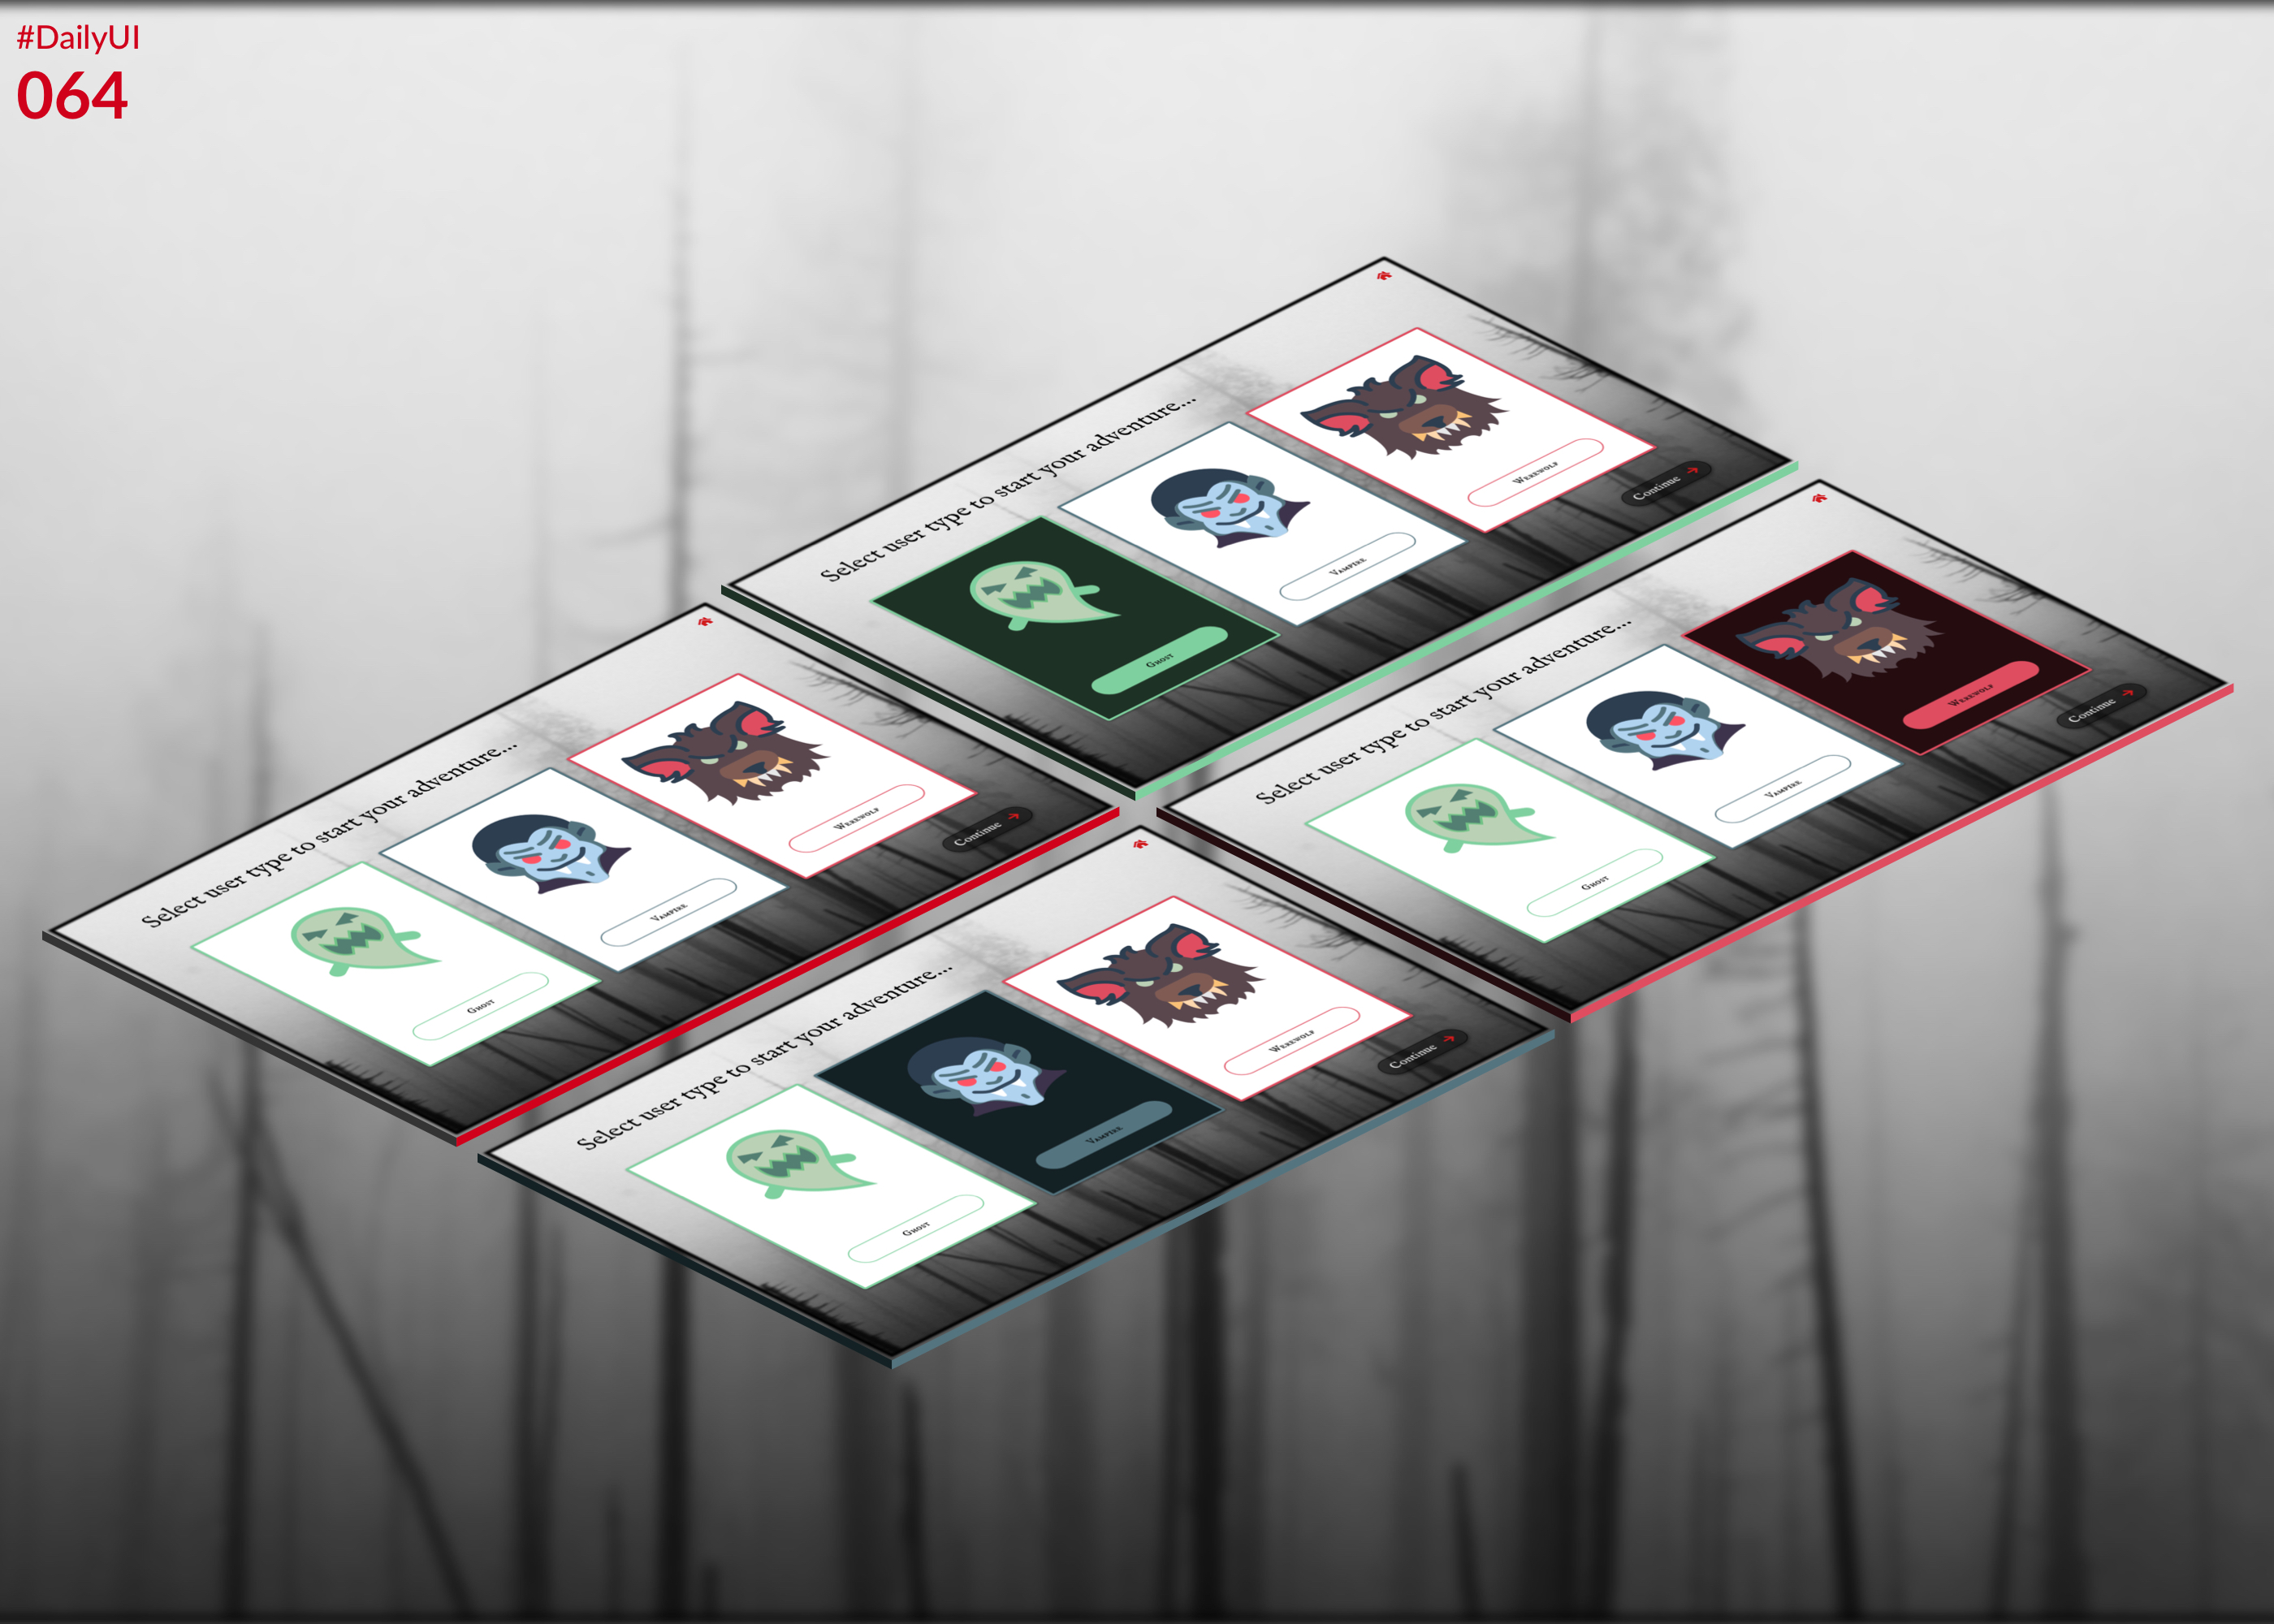 #DailyUI
064
Select user type to start your adventure...
Ghost
Vampire
Werewolf
Continue
Select user type to start your adventure...
Ghost
Vampire
Werewolf
Continue
Select user type to start your adventure...
Ghost
Vampire
Werewolf
Continue
Select user type to start your adventure...
Ghost
Vampire
Werewolf
Continue